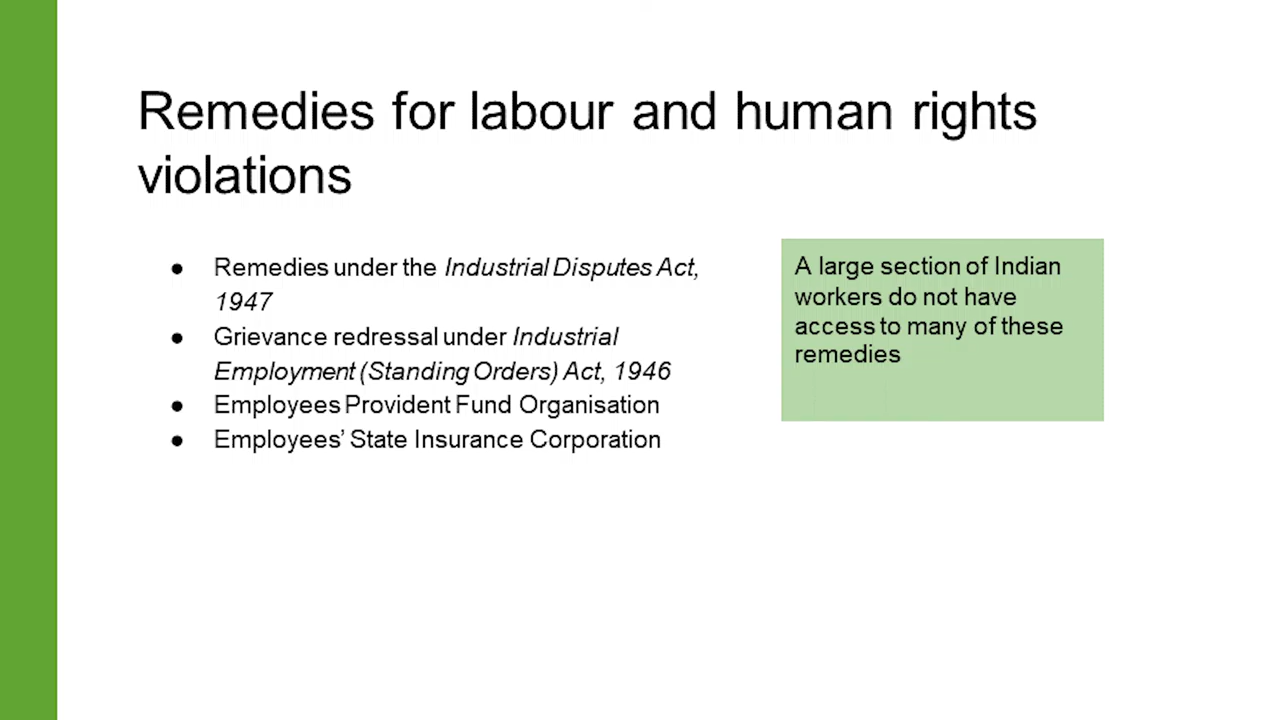 Remedies for labour and human rights
violations
● Remedies under the Industrial Disputes Act,
1947
● Grievance redressal under Industrial
Employment (Standing Orders) Act, 1946
● Employees Provident Fund Organisation
● Employees’ State Insurance Corporation
A large section of Indian
workers do not have
access to many of these
remedies